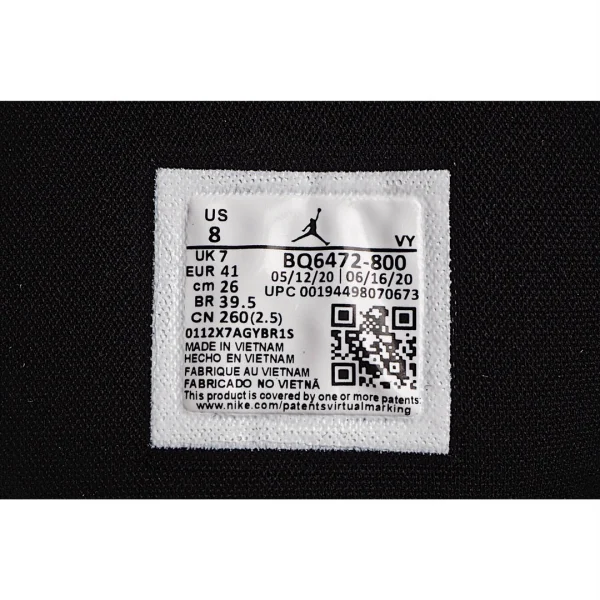 US
8
VY
UK 7
EUR 41
cm 26
BR 39.5
CN 260(2.5)
BQ6472-800
05/12/20 | 06/16/20
UPC 00194498070673
0112X7AGYBR1S
MADE IN VIETNAM
HECHO EN VIETNAM
FABRIQUE AU VIETNAM
FABRICADO NO VIETNÃ
This product is covered by one or more patents
www.nike.com/patentsvirtualmarking